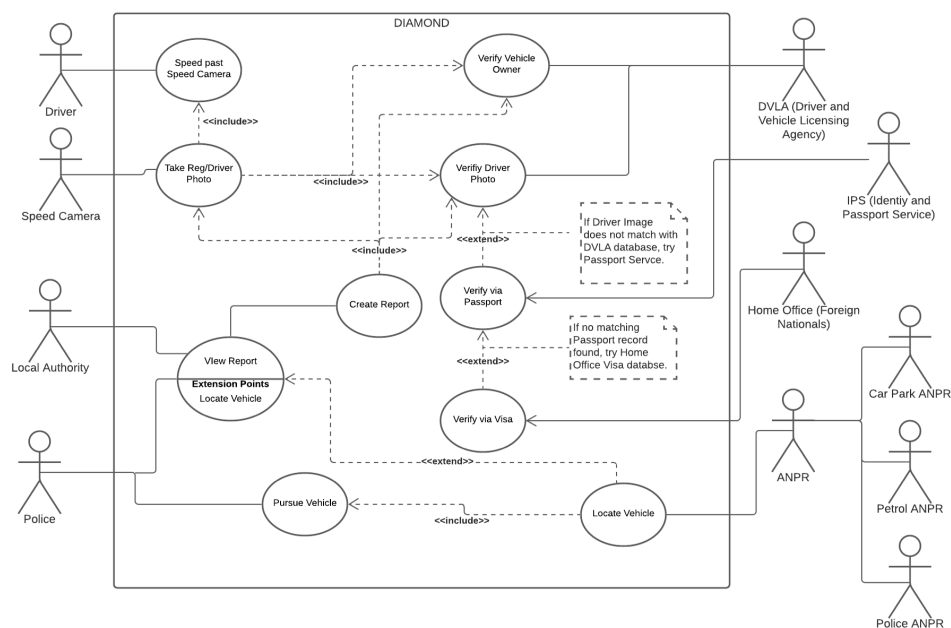 DIAMOND
Speed past
Speed Camera
Verify Vehicle
Owner
Driver
DVLA (Driver and
Vehicle Licensing
Agency)
<<include>>
Take Reg/Driver
Photo
<<include>>
Verifiy Driver
Photo
Speed Camera
IPS (Identiy and
Passport Service)
If Driver Image
does not match with
DVLA database, try
Passport Servce.
<<extend>>
<<include>>
Create Report
Verify via
Passport
Home Office (Foreign
Nationals)
If no matching
Passport record
found, try Home
Office Visa databse.
<<extend>>
Local Authority
VIew Report
Extension Points
Locate Vehicle
Car Park ANPR
Verify via Visa
<<extend>>
ANPR
Police
Pursue Vehicle
<<include>>
Locate Vehicle
Petrol ANPR
Police ANPR